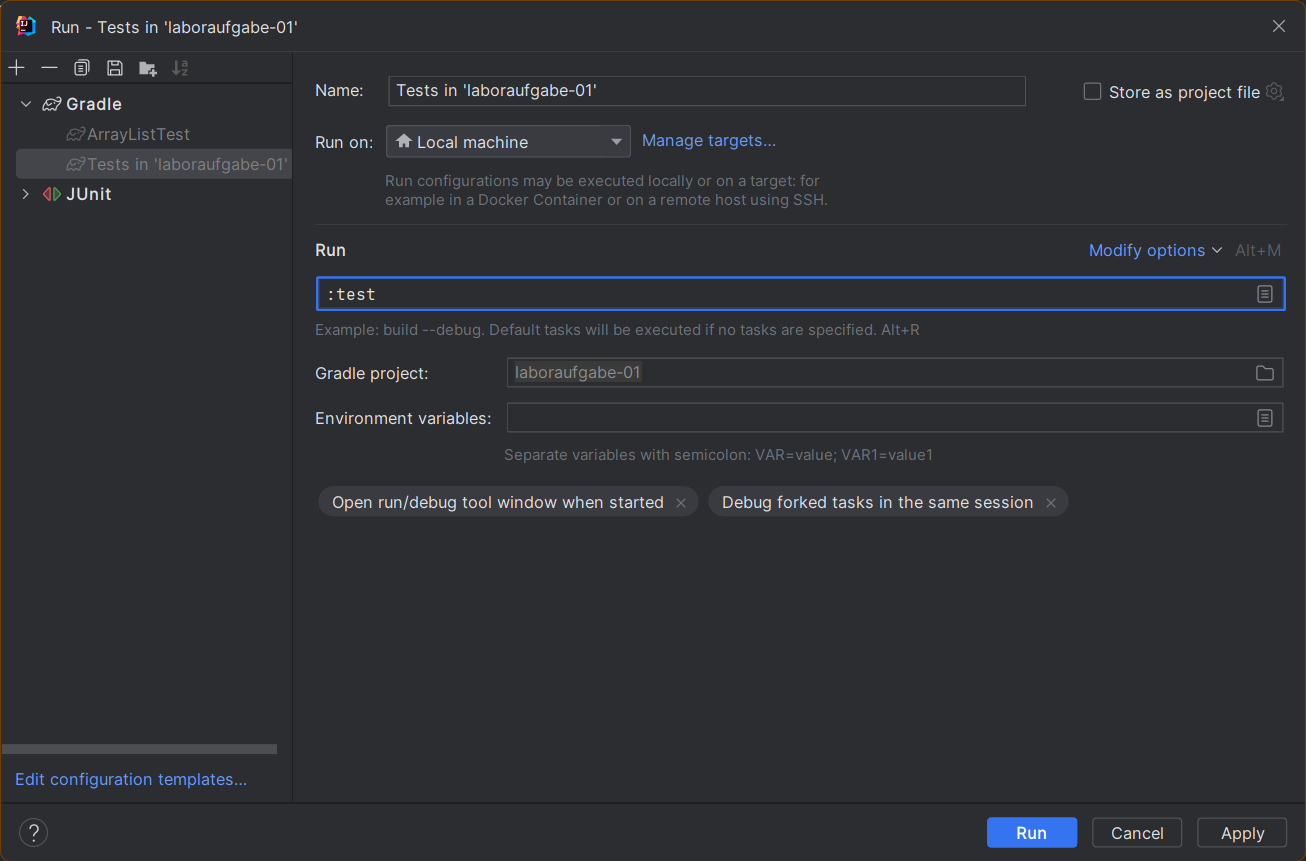 Run - Tests in 'laboraufgabe-01'
Gradle
ArrayListTest
Tests in 'laboraufgabe-01'
JUnit
Edit configuration templates...
Name:
Tests in 'laboraufgabe-01'
Store as project file
Run on:
Local machine
Manage targets...
Run configurations may be executed locally or on a target: for
example in a Docker Container or on a remote host using SSH.
Run
Modify options
Alt+M
:test
Example: build --debug. Default tasks will be executed if no tasks are specified. Alt+R
Gradle project:
laboraufgabe-01
Environment variables:
Separate variables with semicolon: VAR=value; VAR1=value1
Open run/debug tool window when started
Debug forked tasks in the same session
?
Run
Cancel
Apply